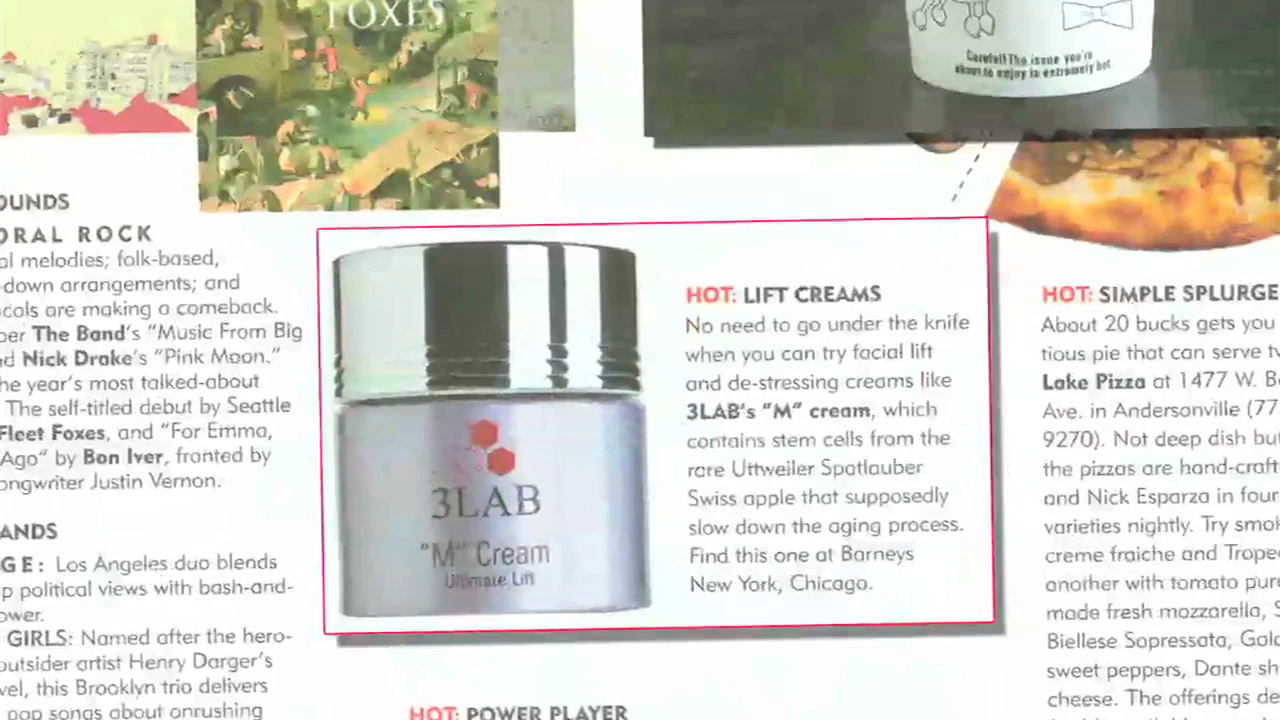 FOXES
Careful! The issue you're
about to enjoy is extremely hot.
ORAL ROCK
al melodies; folk-based,
-down arrangements; and
cols are making a comeback.
The Band's "Music From Big
Nick Drake's "Pink Moon."
he year's most talked-about
The self-titled debut by Seattle
Fleet Foxes, and "For Emma,
Ago" by Bon Iver, fronted by
ongwriter Justin Vernon.
ANDS
GE: Los Angeles duo blends
p political views with bash-and-
ower.
GIRLS: Named after the hero-
outsider artist Henry Darger's
vel, this Brooklyn trio delivers
pop songs about onrushing
3LAB
"M" Cream
Ultimate Lift
HOT: LIFT CREAMS
No need to go under the knife
when you can try facial lift
and de-stressing creams like
3LAB's "M" cream, which
contains stem cells from the
rare Uttweiler Spatlauber
Swiss apple that supposedly
slow down the aging process.
Find this one at Barneys
New York, Chicago.
HOT: POWER PLAYER
HOT: SIMPLE SPLURGE
About 20 bucks gets you
tious pie that can serve
Lake Pizza at 1477 W.
Ave. in Andersonville (77
9270). Not deep dish but
the pizzas are hand-craft
and Nick Esparza in four
varieties nightly. Try smo
creme fraiche and Trope
another with tomato pur
made fresh mozzarella,
Biellese Sopressata,
sweet peppers, Dante
cheese. The offerings